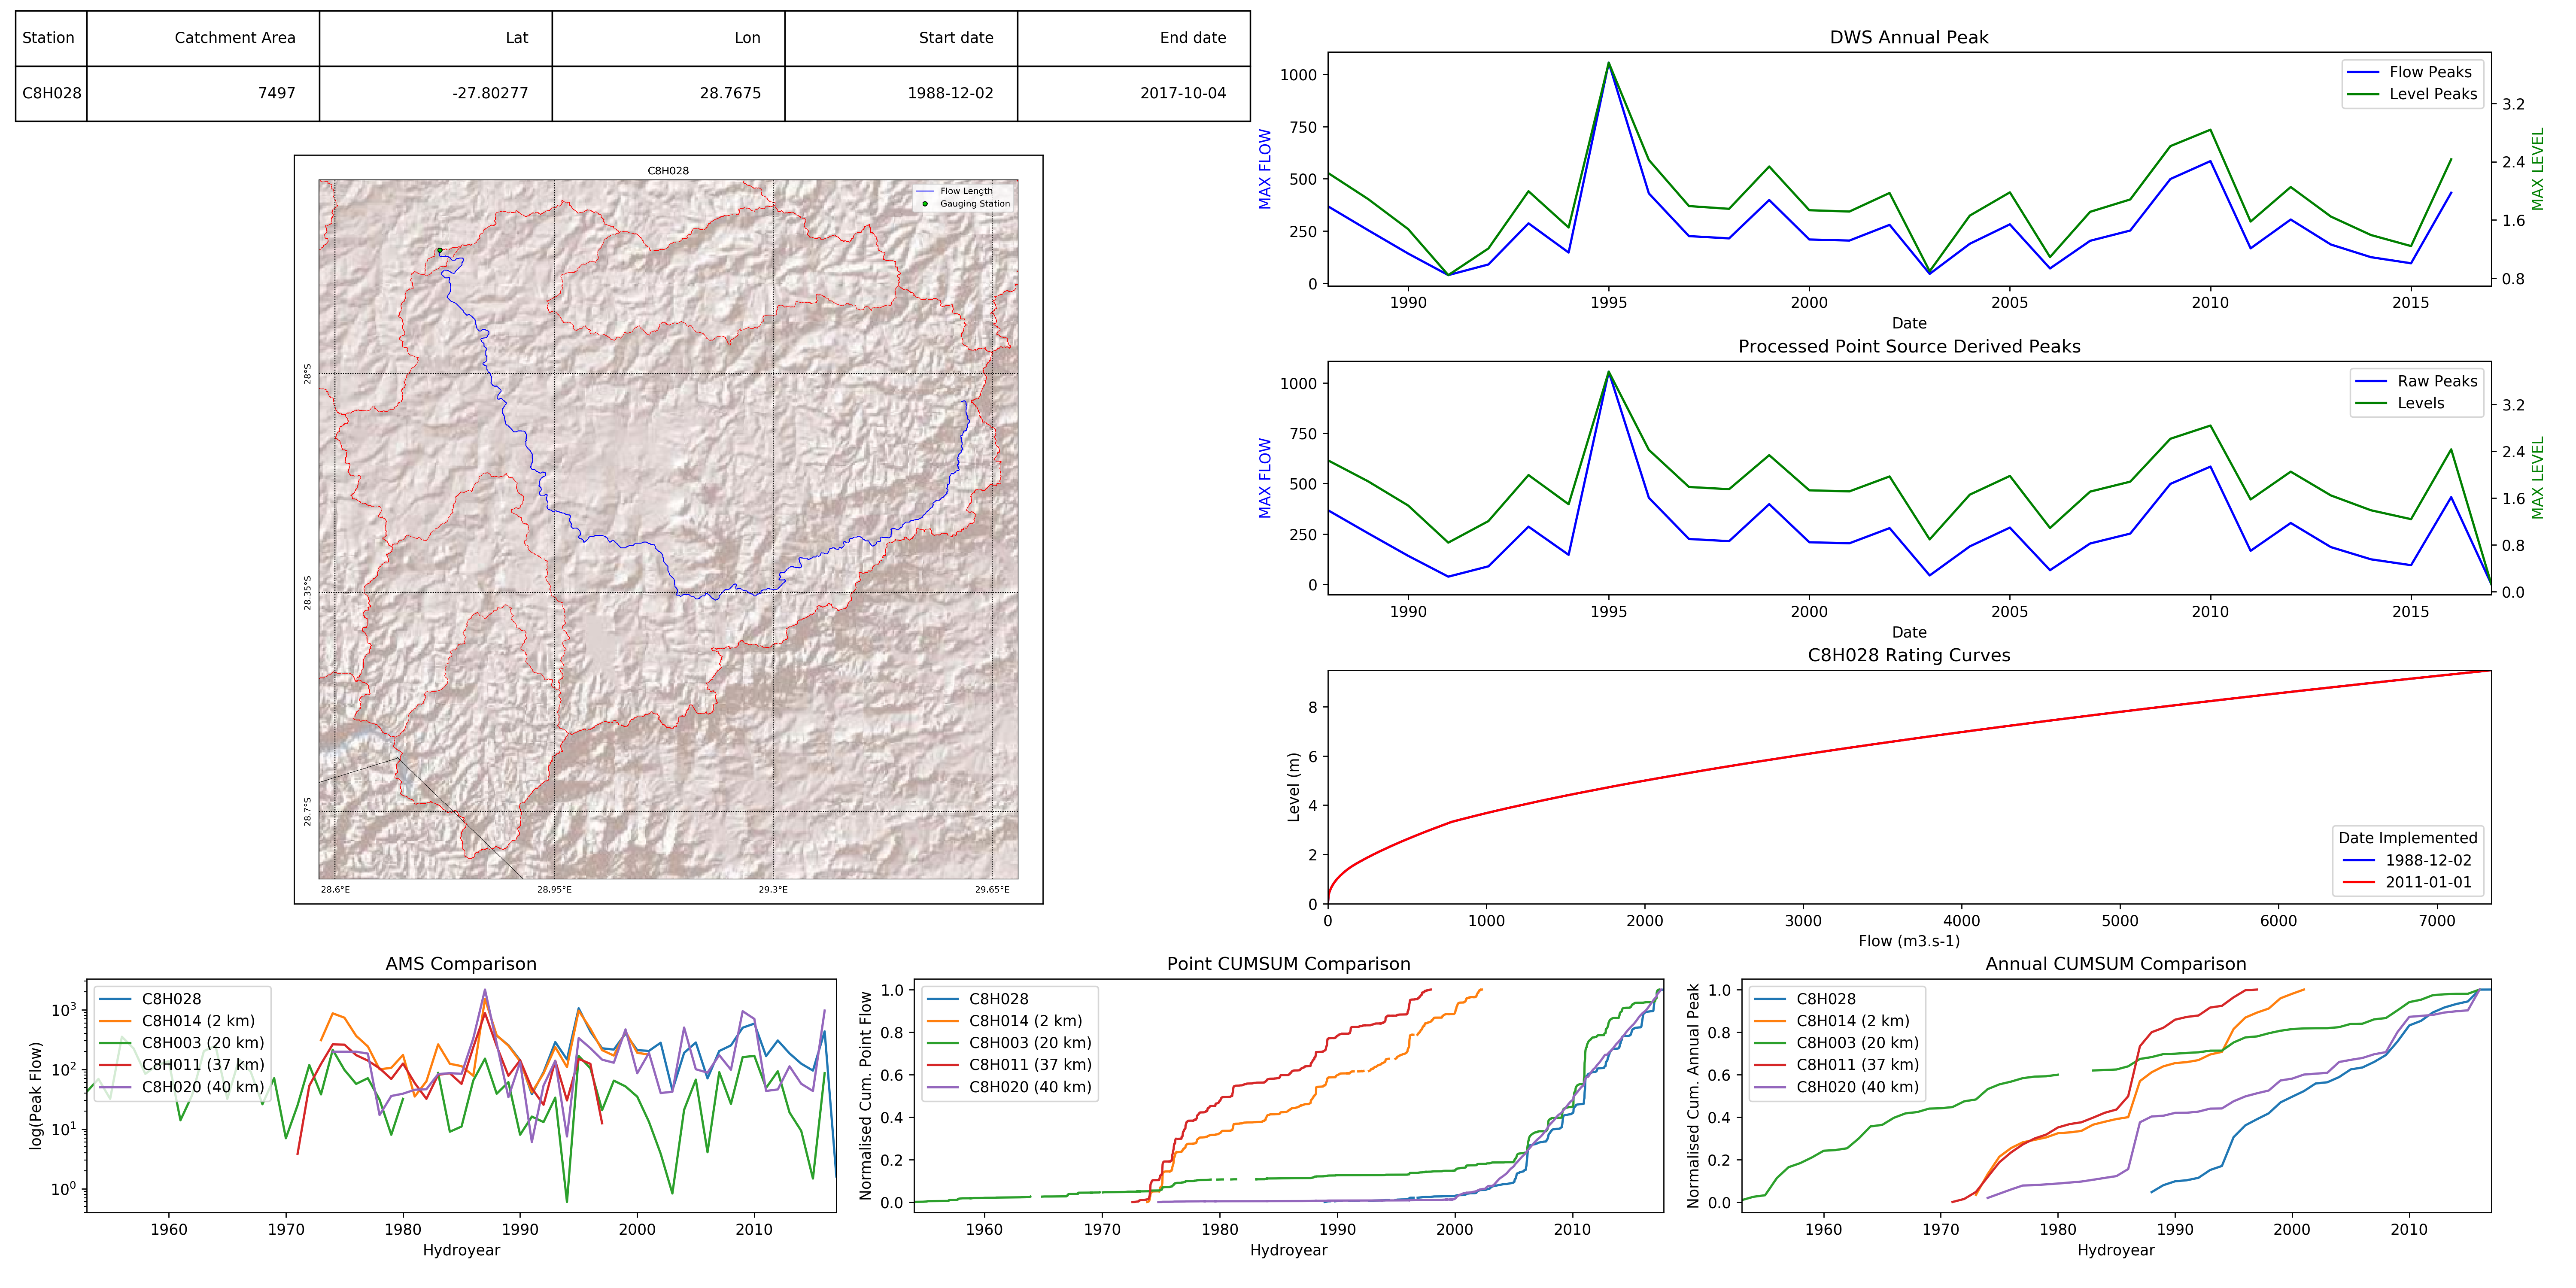 Station Catchment Area Lat Lon Start date End date
C8H028 7497 -27.80277 28.7675 1988-12-02 2017-10-04
C8H028
Flow Length
Gauging Station
28°S
28.35°S
28.7°S
28.6°E 28.95°E 29.3°E 29.65°E
DWS Annual Peak
MAX FLOW
1000
750
500
250
0
Flow Peaks
Level Peaks
3.2
2.4
1.6
0.8
MAX LEVEL
1990 1995 2000 2005 2010 2015
Date
Processed Point Source Derived Peaks
MAX FLOW
1000
750
500
250
0
Raw Peaks
Levels
3.2
2.4
1.6
0.8
0.0
MAX LEVEL
1990 1995 2000 2005 2010 2015
Date
C8H028 Rating Curves
Level (m)
8
6
4
2
0
Date Implemented
1988-12-02
2011-01-01
0 1000 2000 3000 4000 5000 6000 7000
Flow (m3.s-1)
AMS Comparison
log(Peak Flow)
10³
10²
10¹
10⁰
C8H028
C8H014 (2 km)
C8H003 (20 km)
C8H011 (37 km)
C8H020 (40 km)
1960 1970 1980 1990 2000 2010
Hydroyear
Point CUMSUM Comparison
Normalised Cum. Point Flow
1.0
0.8
0.6
0.4
0.2
0.0
C8H028
C8H014 (2 km)
C8H003 (20 km)
C8H011 (37 km)
C8H020 (40 km)
1960 1970 1980 1990 2000 2010
Hydroyear
Annual CUMSUM Comparison
Normalised Cum. Annual Peak
1.0
0.8
0.6
0.4
0.2
0.0
C8H028
C8H014 (2 km)
C8H003 (20 km)
C8H011 (37 km)
C8H020 (40 km)
1960 1970 1980 1990 2000 2010
Hydroyear